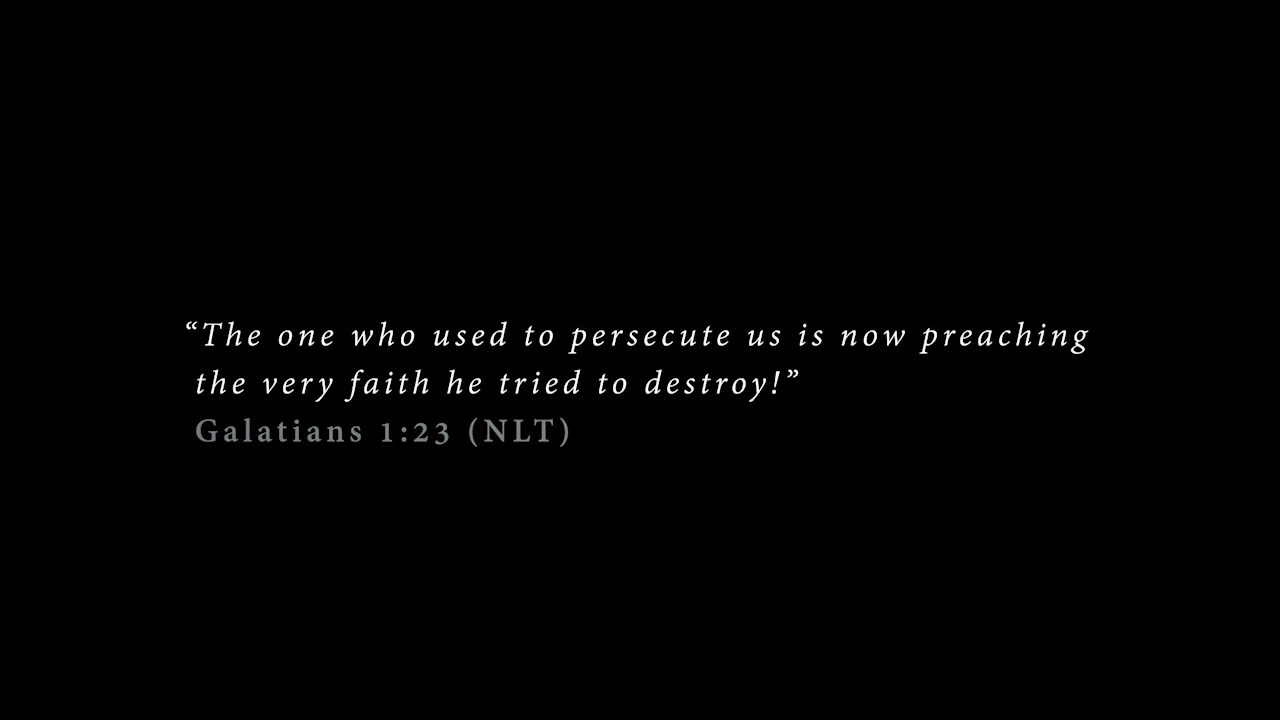 “The one who used to persecute us is now preaching
the very faith he tried to destroy!”
Galatians 1:23 (NLT)